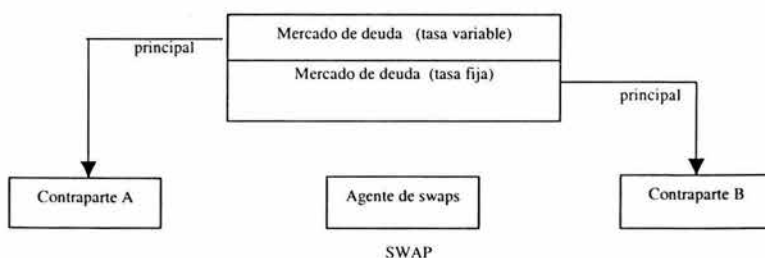 Mercado de deuda (tasa variable)
principal
Mercado de deuda (tasa fija)
principal
Contraparte A
Agente de swaps
Contraparte B
SWAP